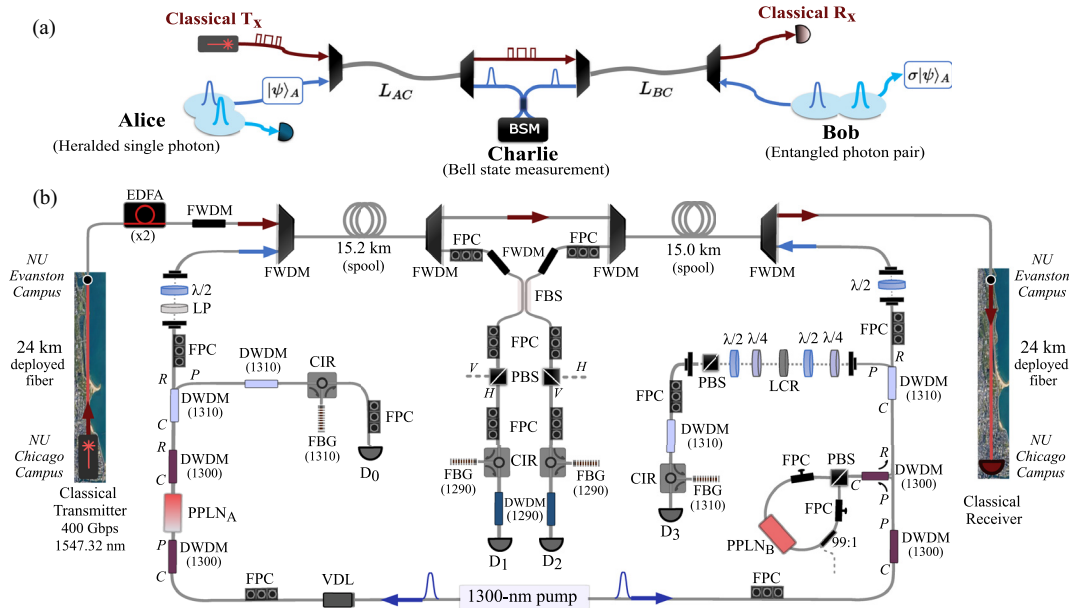 (a)
Classical Tx
Classical Rx
|ψ⟩A
LAC
LBC
σ|ψ⟩A
BSM
Alice
(Heralded single photon)
Charlie
(Bell state measurement)
Bob
(Entangled photon pair)
(b)
EDFA
(x2)
FWDM
FWDM
15.2 km
(spool)
FWDM
FPC
FWDM
FPC
FWDM
15.0 km
(spool)
FWDM
FBS
NU
Evanston
Campus
24 km
deployed
fiber
NU
Chicago
Campus
Classical
Transmitter
400 Gbps
1547.32 nm
λ/2
LP
FPC
R
P
DWDM
(1310)
C
R
DWDM
(1300)
C
PPLNA
P
DWDM
(1300)
C
DWDM
(1310)
CIR
FBG
(1310)
FPC
D0
FPC
V
H
PBS
H
V
FPC
CIR
FBG
(1290)
FBG
(1290)
DWDM
(1290)
D1
D2
λ/2
FPC
R
P
DWDM
(1310)
C
λ/2
λ/4
λ/2
λ/4
LCR
PBS
FPC
DWDM
(1310)
CIR
FBG
(1310)
D3
FPC
PBS
R
C
DWDM
(1300)
P
FPC
PPLNB
99:1
P
DWDM
(1300)
C
NU
Evanston
Campus
24 km
deployed
fiber
NU
Chicago
Campus
Classical
Receiver
FPC
VDL
1300-nm pump
FPC